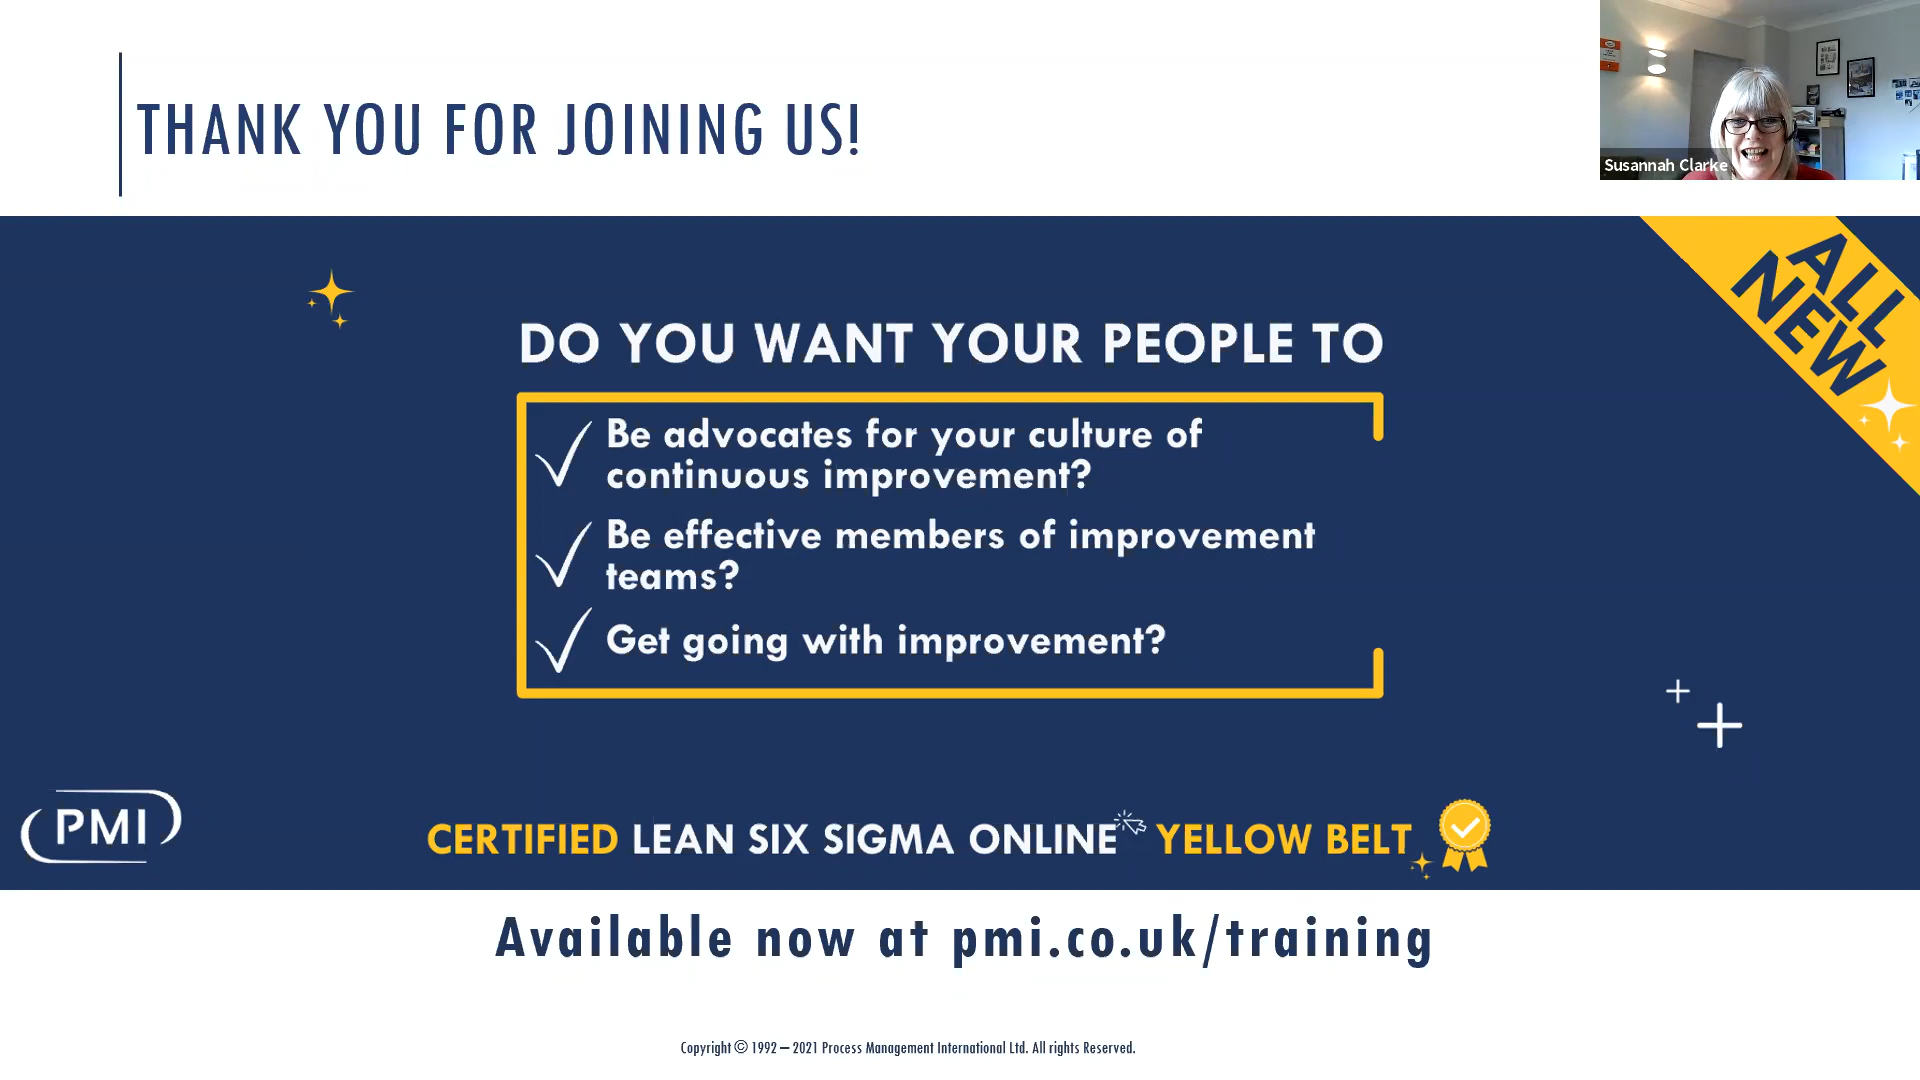 THANK YOU FOR JOINING US!
Susannah Clarke
ALL
NEW
DO YOU WANT YOUR PEOPLE TO
Be advocates for your culture of
continuous improvement?
Be effective members of improvement
teams?
Get going with improvement?
PMI
CERTIFIED LEAN SIX SIGMA ONLINE YELLOW BELT
Available now at pmi.co.uk/training
Copyright © 1992 – 2021 Process Management International Ltd. All rights Reserved.